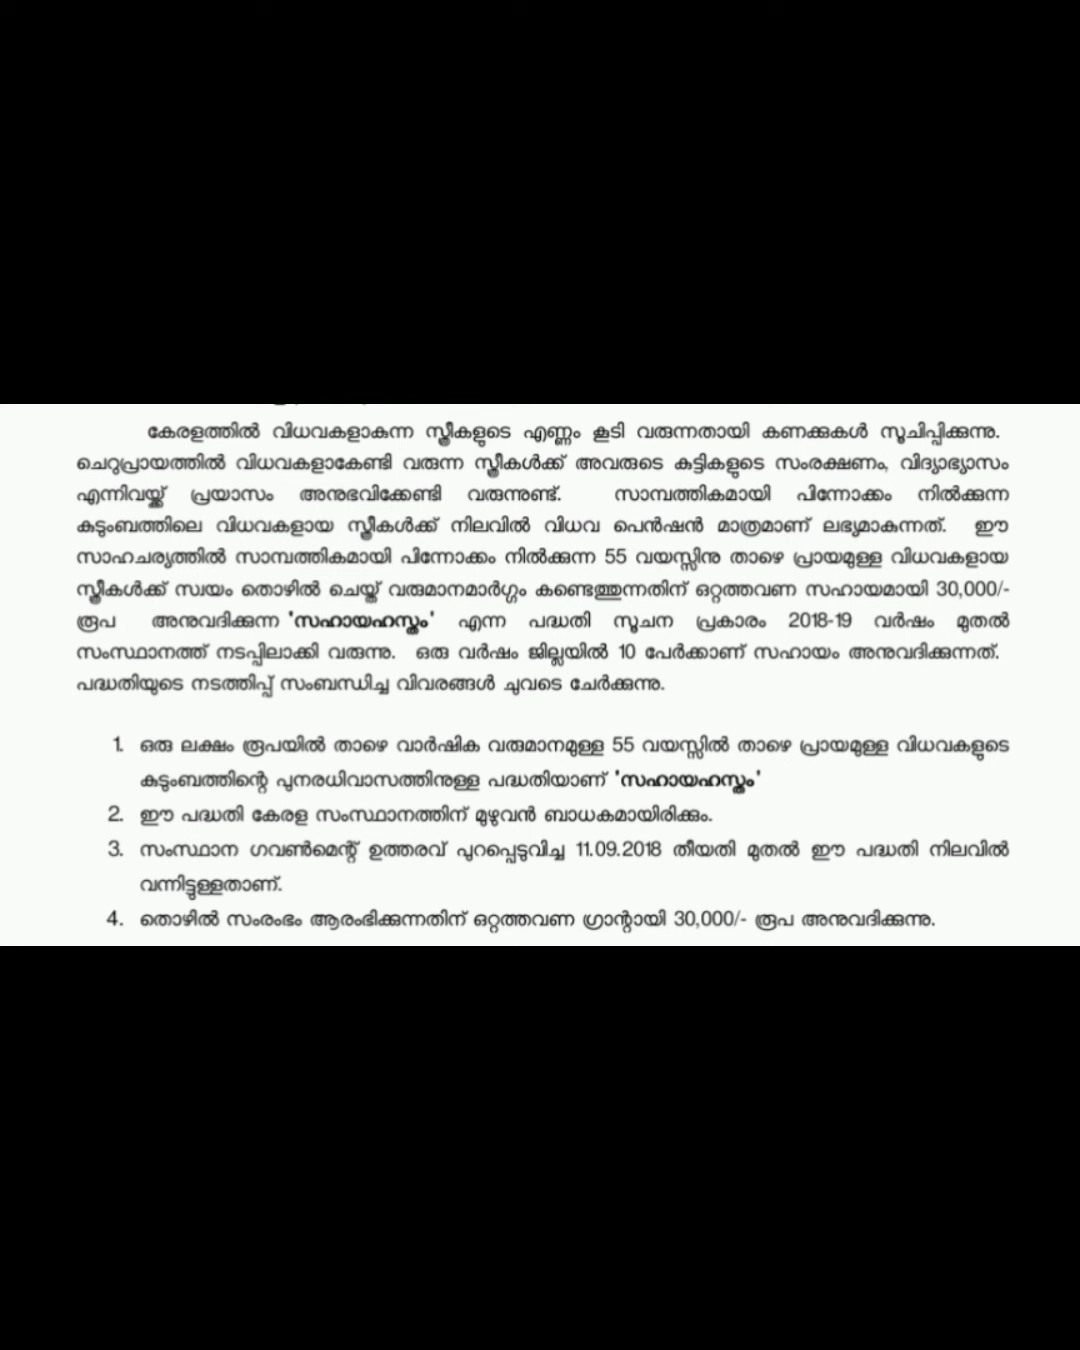 കേരളത്തിൽ വിധവകളാകുന്ന സ്ത്രീകളുടെ എണ്ണം കൂടി വരുന്നതായി കണക്കുകൾ സൂചിപ്പിക്കുന്നു.
ചെറുപ്രായത്തിൽ വിധവകളാകേണ്ടി വരുന്ന സ്ത്രീകൾക്ക് അവരുടെ കുട്ടികളുടെ സംരക്ഷണം, വിദ്യാഭ്യാസം
എന്നിവയ്ക്ക് പ്രയാസം അനുഭവിക്കേണ്ടി വരുന്നുണ്ട്. സാമ്പത്തികമായി പിന്നോക്കം നിൽക്കുന്ന
കുടുംബത്തിലെ വിധവകളായ സ്ത്രീകൾക്ക് നിലവിൽ വിധവ പെൻഷൻ മാത്രമാണ് ലഭ്യമാകുന്നത്. ഈ
സാഹചര്യത്തിൽ സാമ്പത്തികമായി പിന്നോക്കം നിൽക്കുന്ന 55 വയസ്സിനു താഴെ പ്രായമുള്ള വിധവകളായ
സ്ത്രീകൾക്ക് സ്വയം തൊഴിൽ ചെയ്ത് വരുമാനമാർഗ്ഗം കണ്ടെത്തുന്നതിന് ഒറ്റത്തവണ സഹായമായി 30,000/-
രൂപ അനുവദിക്കുന്ന 'സഹായഹസ്തം' എന്ന പദ്ധതി സൂചന പ്രകാരം 2018-19 വർഷം മുതൽ
സംസ്ഥാനത്ത് നടപ്പിലാക്കി വരുന്നു. ഒരു വർഷം ജില്ലയിൽ 10 പേർക്കാണ് സഹായം അനുവദിക്കുന്നത്.
പദ്ധതിയുടെ നടത്തിപ്പ് സംബന്ധിച്ച വിവരങ്ങൾ ചുവടെ ചേർക്കുന്നു.
1. ഒരു ലക്ഷം രൂപയിൽ താഴെ വാർഷിക വരുമാനമുള്ള 55 വയസ്സിൽ താഴെ പ്രായമുള്ള വിധവകളുടെ
കുടുംബത്തിന്റെ പുനരധിവാസത്തിനുള്ള പദ്ധതിയാണ് 'സഹായഹസ്തം'
2. ഈ പദ്ധതി കേരള സംസ്ഥാനത്തിന് മുഴുവൻ ബാധകമായിരിക്കും.
3. സംസ്ഥാന ഗവൺമെന്റ് ഉത്തരവ് പുറപ്പെടുവിച്ച 11.09.2018 തീയതി മുതൽ ഈ പദ്ധതി നിലവിൽ
വന്നിട്ടുള്ളതാണ്.
4. തൊഴിൽ സംരംഭം ആരംഭിക്കുന്നതിന് ഒറ്റത്തവണ ഗ്രാന്റായി 30,000/- രൂപ അനുവദിക്കുന്നു.